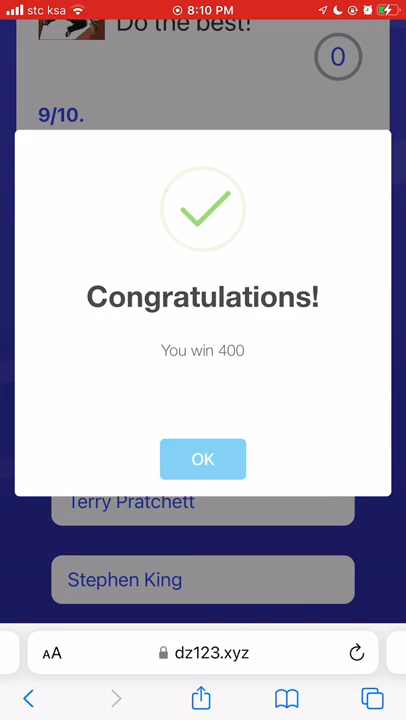 stc ksa 8:10 PM
Do the best!
0
9/10.
Congratulations!
You win 400
OK
Terry Pratchett
Stephen King
AA dz123.xyz